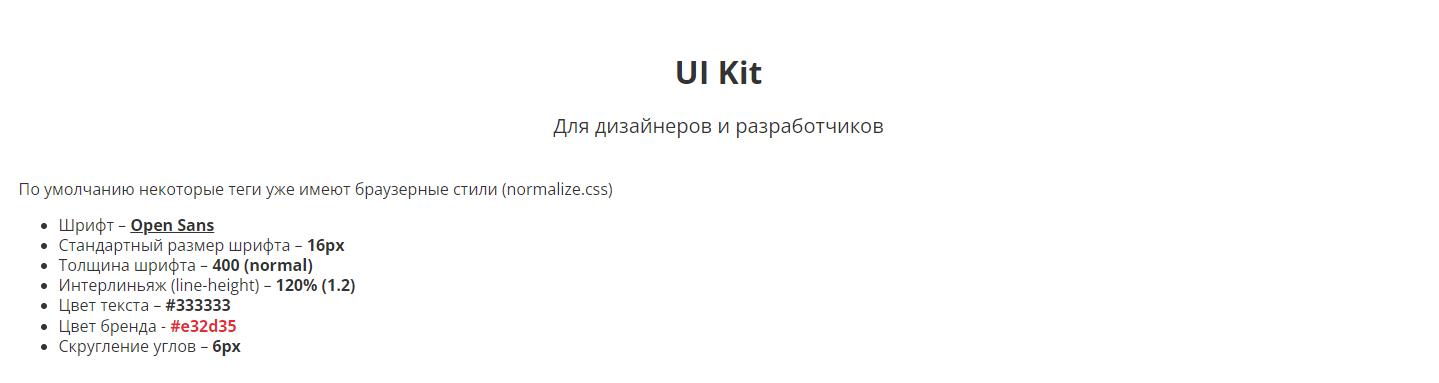 UI Kit
Для дизайнеров и разработчиков
По умолчанию некоторые теги уже имеют браузерные стили (normalize.css)
Шрифт – Open Sans
Стандартный размер шрифта – 16px
Толщина шрифта – 400 (normal)
Интерлиньяж (line-height) – 120% (1.2)
Цвет текста – #333333
Цвет бренда - #e32d35
Скругление углов – 6px